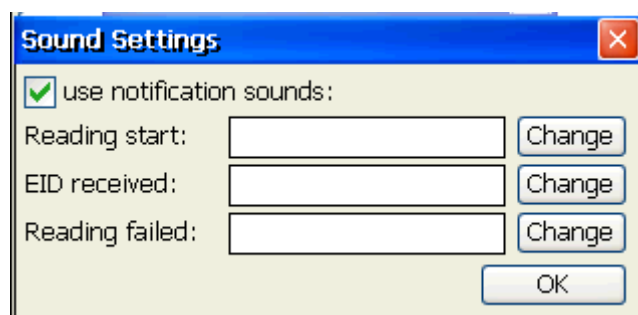 Sound Settings
use notification sounds:
Reading start: Change
EID received: Change
Reading failed: Change
OK